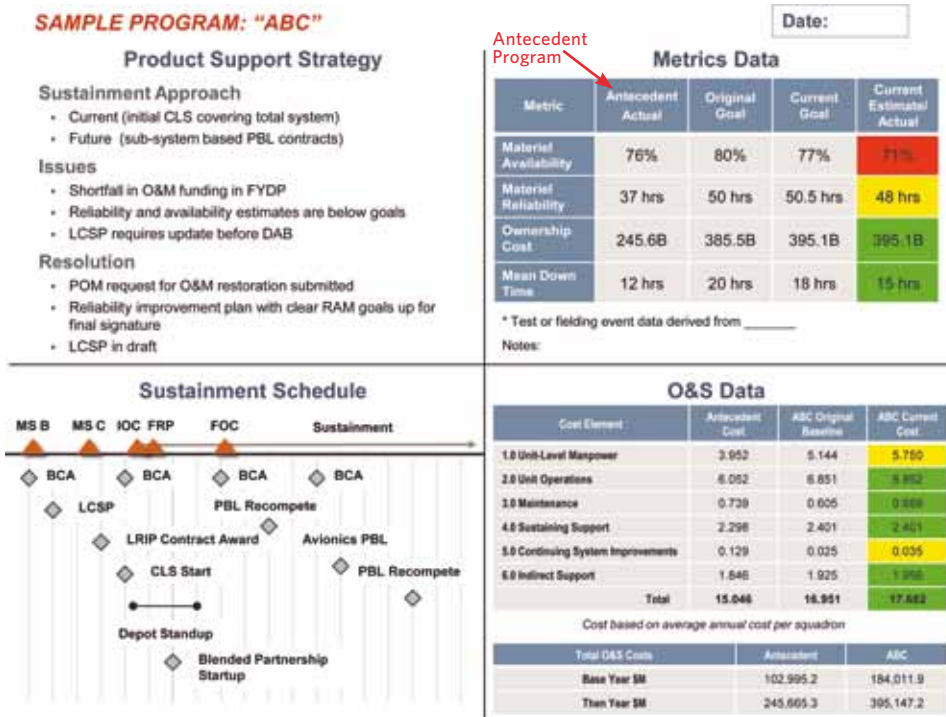 SAMPLE PROGRAM: “ABC”
Date:
Product Support Strategy
Sustainment Approach
• Current (initial CLS covering total system)
• Future (sub-system based PBL contracts)
Issues
• Shortfall in O&M funding in FYDP
• Reliability and availability estimates are below goals
• LCSP requires update before DAB
Resolution
• POM request for O&M restoration submitted
• Reliability improvement plan with clear RAM goals up for
final signature
• LCSP in draft
Antecedent
Program
Metrics Data
Metric Antecedent Actual Original Goal Current Goal Current Estimate/ Actual
Materiel Availability 76% 80% 77% 71%
Materiel Reliability 37 hrs 50 hrs 50.5 hrs 48 hrs
Ownership Cost 245.6B 385.5B 395.1B 395.1B
Mean Down Time 12 hrs 20 hrs 18 hrs 15 hrs
* Test or fielding event data derived from _______
Notes:
Sustainment Schedule
MS B MS C IOC FRP FOC Sustainment
BCA BCA BCA BCA
LCSP PBL Recompete
LRIP Contract Award Avionics PBL
CLS Start PBL Recompete
Depot Standup
Blended Partnership
Startup
O&S Data
Cost Element Antecedent Cost ABC Original Baseline ABC Current Cost
1.0 Unit-Level Manpower 3.952 5.144 5.750
2.0 Unit Operations 6.052 6.851
3.0 Maintenance 0.739 0.605
4.0 Sustaining Support 2.298 2.401 2.401
5.0 Continuing System Improvements 0.129 0.025 0.035
6.0 Indirect Support 1.846 1.925
Total 15.046 16.951
Cost based on average annual cost per squadron
Total O&S Costs Antecedent ABC
Base Year $M 102,995.2 184,011.9
Then Year $M 245,665.3 395,147.2